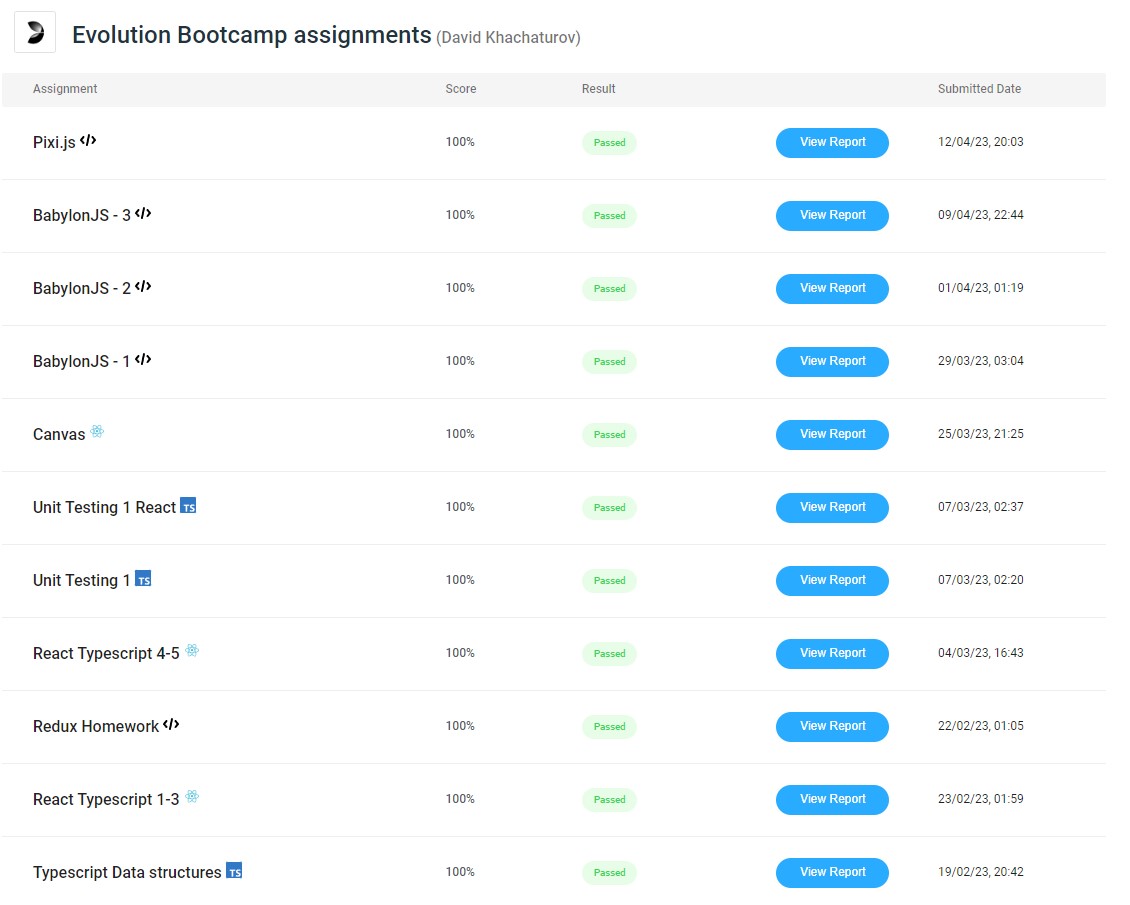 Evolution Bootcamp assignments (David Khachaturov)
Assignment Score Result Submitted Date
Pixi.js </> 100% Passed View Report 12/04/23, 20:03
BabylonJS - 3 </> 100% Passed View Report 09/04/23, 22:44
BabylonJS - 2 </> 100% Passed View Report 01/04/23, 01:19
BabylonJS - 1 </> 100% Passed View Report 29/03/23, 03:04
Canvas 100% Passed View Report 25/03/23, 21:25
Unit Testing 1 React TS 100% Passed View Report 07/03/23, 02:37
Unit Testing 1 TS 100% Passed View Report 07/03/23, 02:20
React Typescript 4-5 100% Passed View Report 04/03/23, 16:43
Redux Homework </> 100% Passed View Report 22/02/23, 01:05
React Typescript 1-3 100% Passed View Report 23/02/23, 01:59
Typescript Data structures TS 100% Passed View Report 19/02/23, 20:42